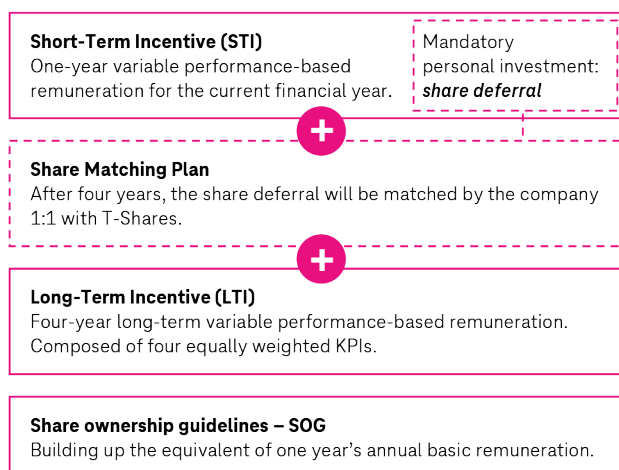 Short-Term Incentive (STI)
One-year variable performance-based
remuneration for the current financial year.
Mandatory
personal investment:
share deferral
+
Share Matching Plan
After four years, the share deferral will be matched by the company
1:1 with T-Shares.
+
Long-Term Incentive (LTI)
Four-year long-term variable performance-based remuneration.
Composed of four equally weighted KPIs.
Share ownership guidelines – SOG
Building up the equivalent of one year's annual basic remuneration.